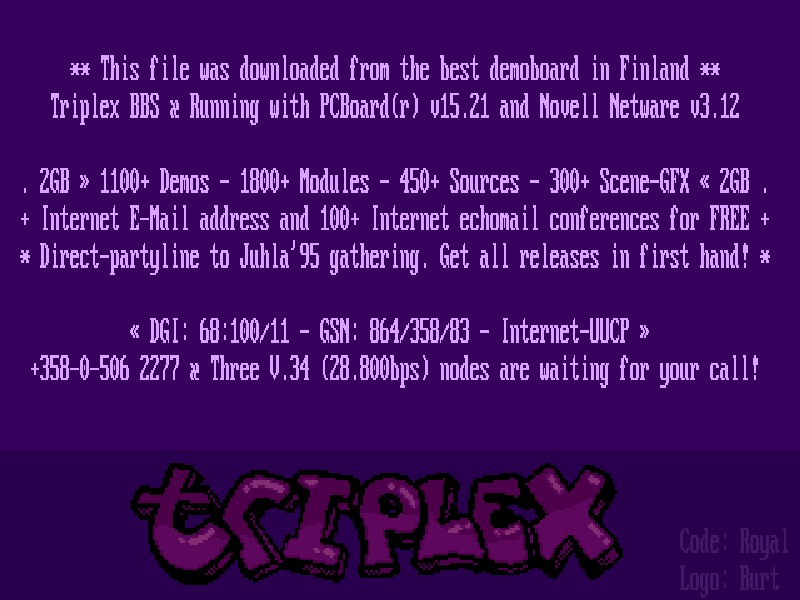 ** This file was downloaded from the best demoboard in Finland **
Triplex BBS & Running with PCBoard(r) v15.21 and Novell Netware v3.12
. 2GB » 1100+ Demos - 1800+ Modules - 450+ Sources - 300+ Scene-GFX « 2GB .
+ Internet E-Mail address and 100+ Internet echomail conferences for FREE +
* Direct-partyline to Juhla'95 gathering. Get all releases in first hand! *
« DGI: 68:100/11 - GSN: 864/358/83 - Internet-UUCP »
+358-0-506 2277 & Three V.34 (28.800bps) nodes are waiting for your call!
TRIPLEX
Code: Royal
Logo: Burt